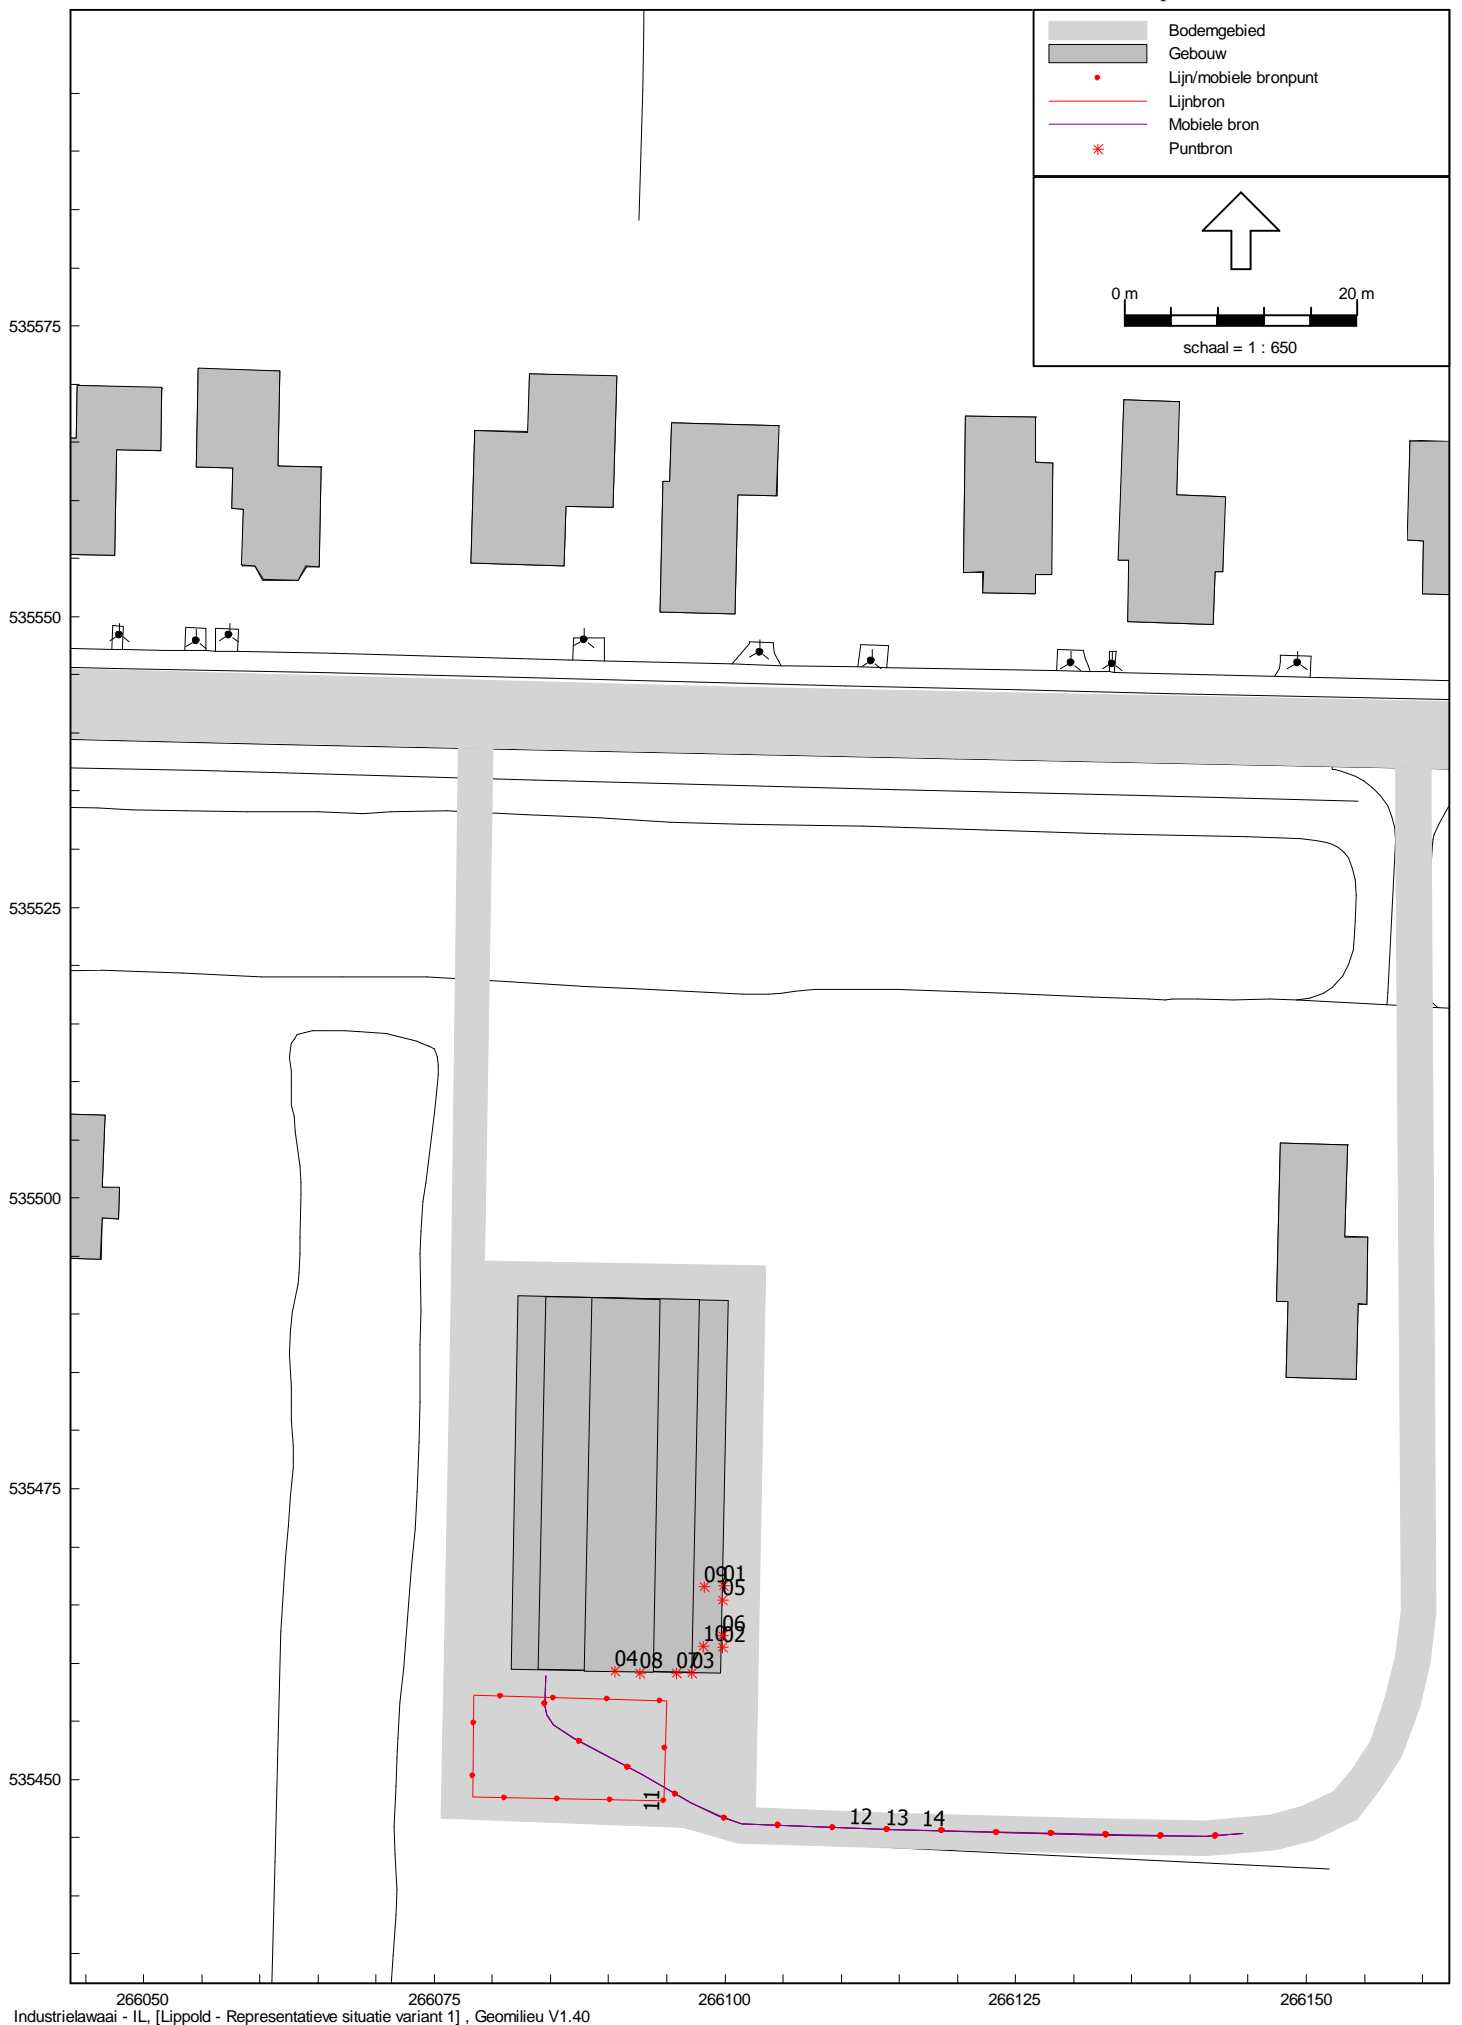 Bodemgebied
Gebouw
Lijn/mobiele bronpunt
Lijnbron
Mobiele bron
Puntbron
0 m 20 m
schaal = 1 : 650
535575
535550
535525
535500
535475
535450
09 01
05
06
10 02
04 08 07 03
11
12 13 14
266050 266075 266100 266125 266150
Industrielawaai - IL, [Lippold - Representatieve situatie variant 1] , Geomilieu V1.40